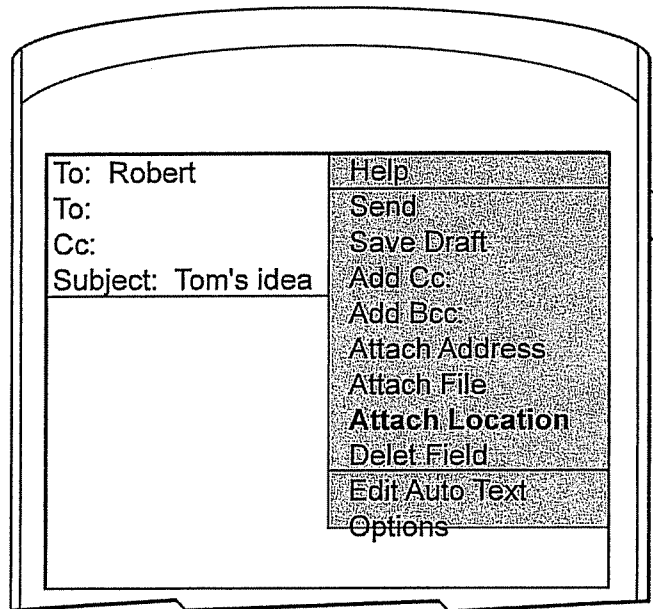 To: Robert
To:
Cc:
Subject: Tom's idea
Help
Send
Save Draft
Add Cc:
Add Bcc:
Attach Address
Attach File
Attach Location
Delet Field
Edit Auto Text
Options